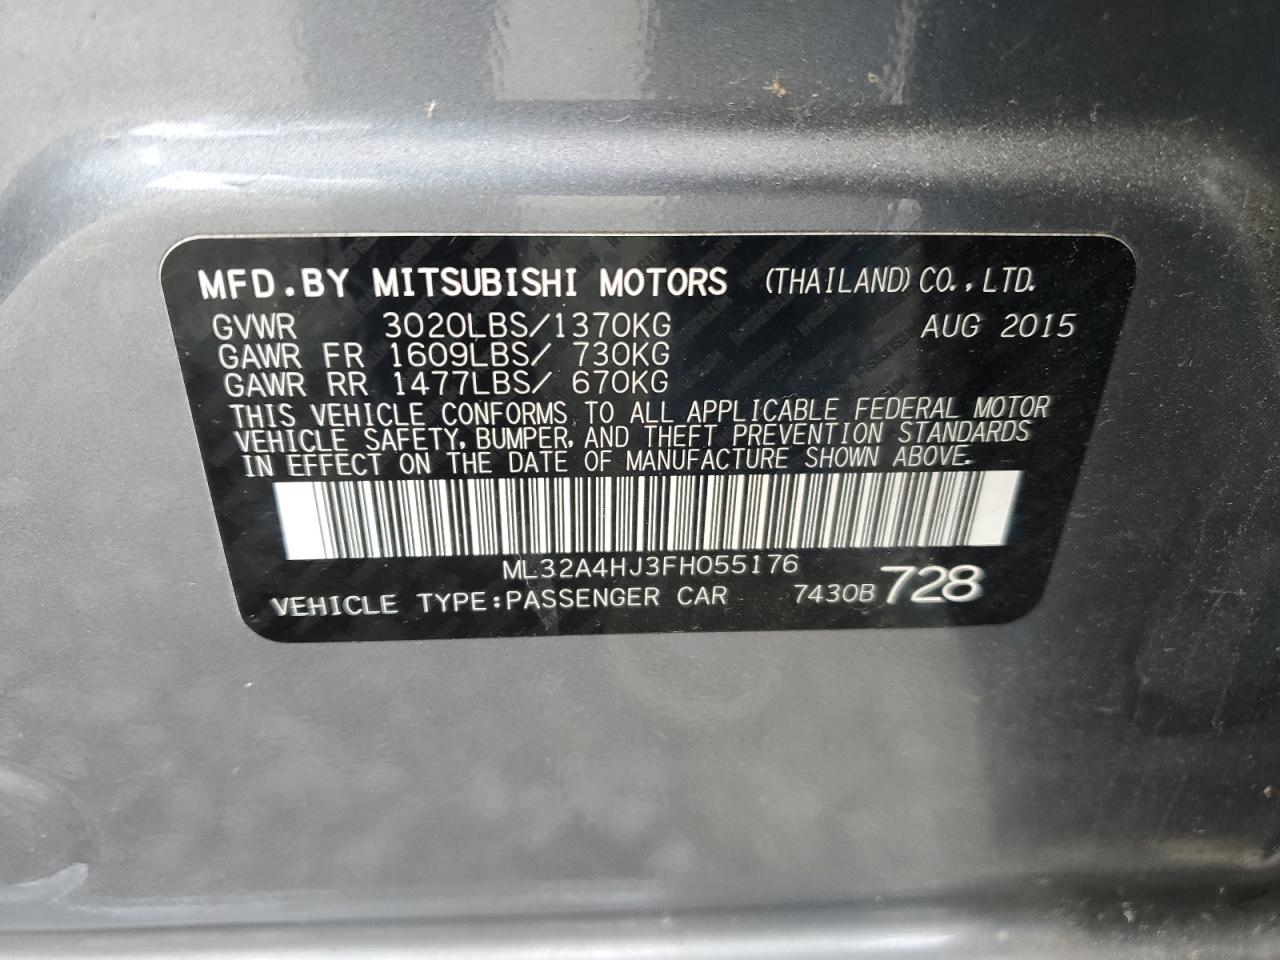 MFD.BY MITSUBISHI MOTORS (THAILAND) CO.,LTD.
GVWR 3020LBS/1370KG AUG 2015
GAWR FR 1609LBS/ 730KG
GAWR RR 1477LBS/ 670KG
THIS VEHICLE CONFORMS TO ALL APPLICABLE FEDERAL MOTOR
VEHICLE SAFETY, BUMPER, AND THEFT PREVENTION STANDARDS
IN EFFECT ON THE DATE OF MANUFACTURE SHOWN ABOVE.
ML32A4HJ3FH055176
VEHICLE TYPE:PASSENGER CAR 7430B 728